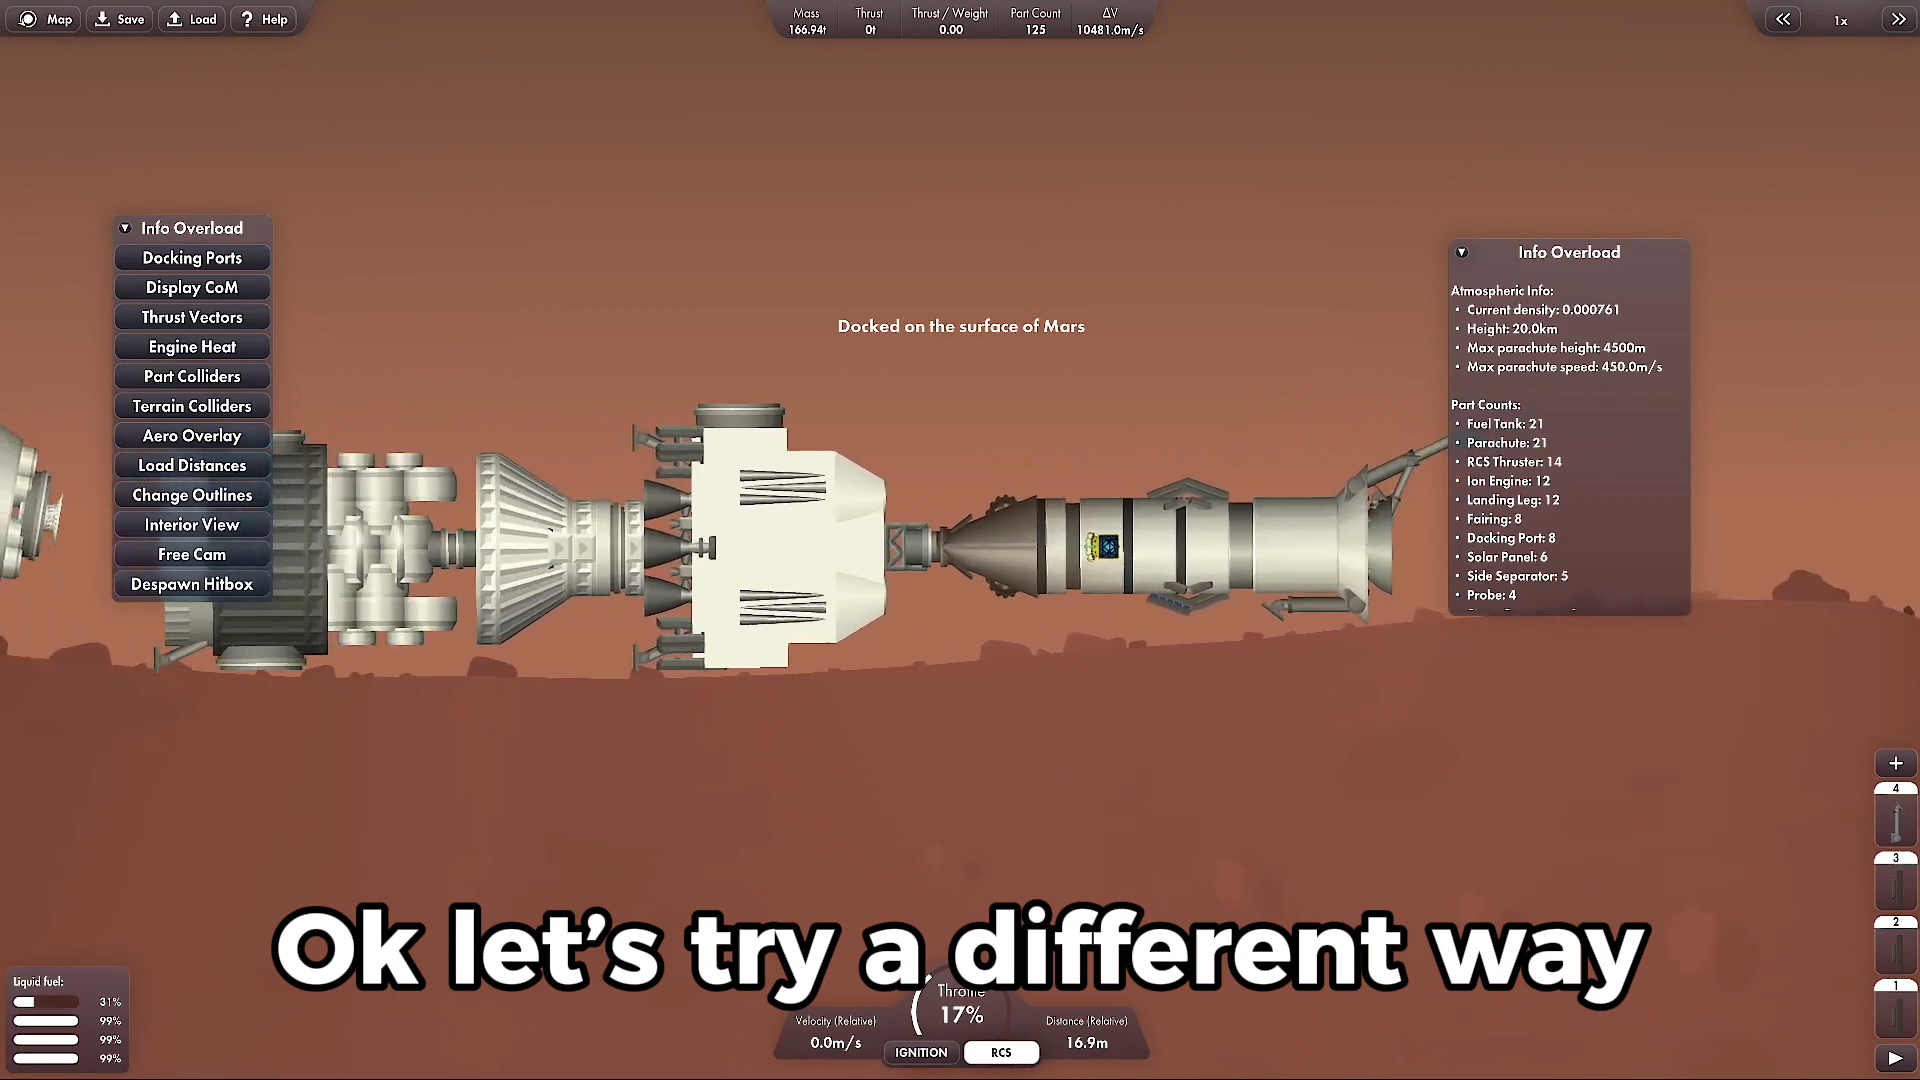 Map Save Load ? Help
Mass Thrust Thrust / Weight Part Count ΔV
166.94t 0t 0.00 125 10481.0m/s
1x
Info Overload
Docking Ports
Display CoM
Thrust Vectors
Engine Heat
Part Colliders
Terrain Colliders
Aero Overlay
Load Distances
Change Outlines
Interior View
Free Cam
Despawn Hitbox
Docked on the surface of Mars
Info Overload
Atmospheric Info:
• Current density: 0.000761
• Height: 20.0km
• Max parachute height: 4500m
• Max parachute speed: 450.0m/s
Part Counts:
• Fuel Tank: 21
• Parachute: 21
• RCS Thruster: 14
• Ion Engine: 12
• Landing Leg: 12
• Fairing: 8
• Docking Port: 8
• Solar Panel: 6
• Side Separator: 5
• Probe: 4
4
3
2
1
Ok let's try a different way
Liquid fuel:
31%
99%
99%
99%
Throttle
17%
Velocity (Relative)
0.0m/s
Distance (Relative)
16.9m
IGNITION RCS